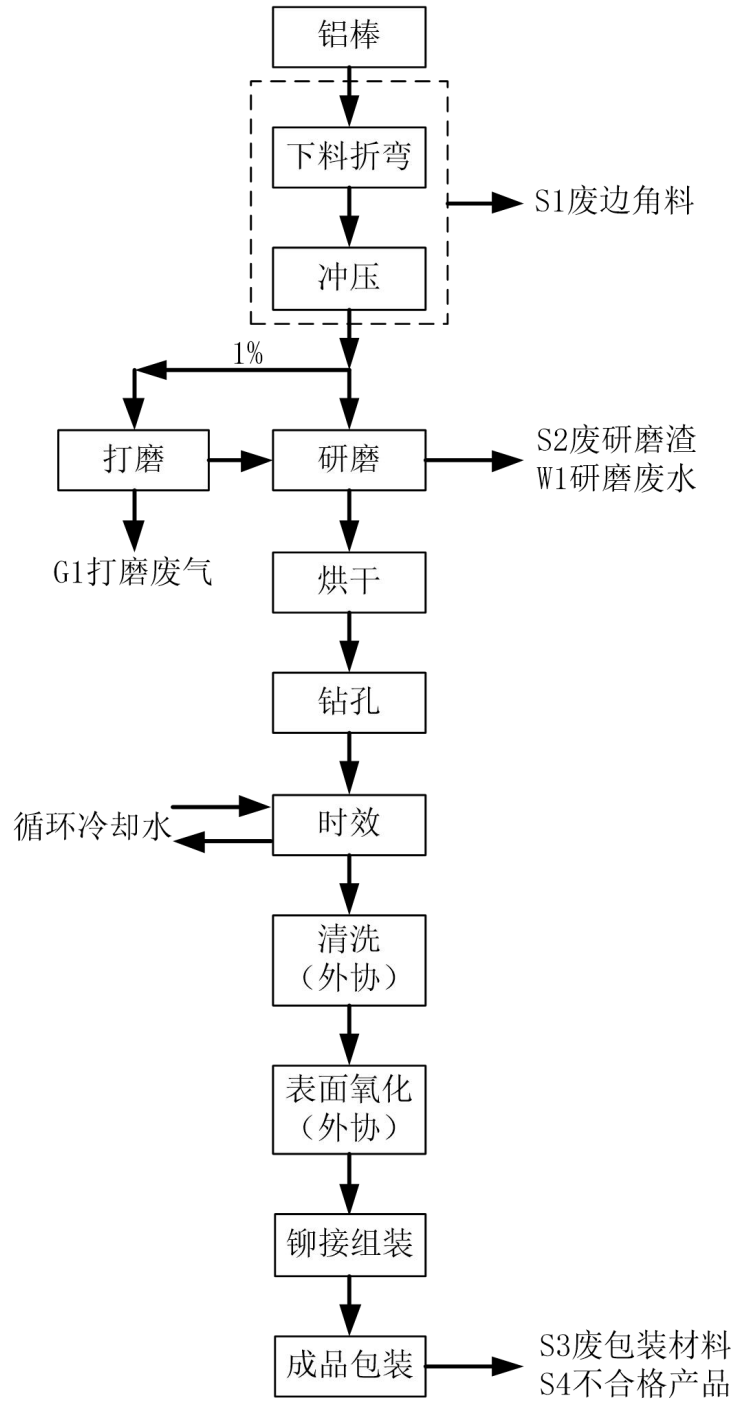 铝棒
下料折弯
S1废边角料
冲压
1%
打磨
研磨
S2废研磨渣
W1研磨废水
G1打磨废气
烘干
钻孔
循环冷却水
时效
清洗
（外协）
表面氧化
（外协）
铆接组装
成品包装
S3废包装材料
S4不合格产品